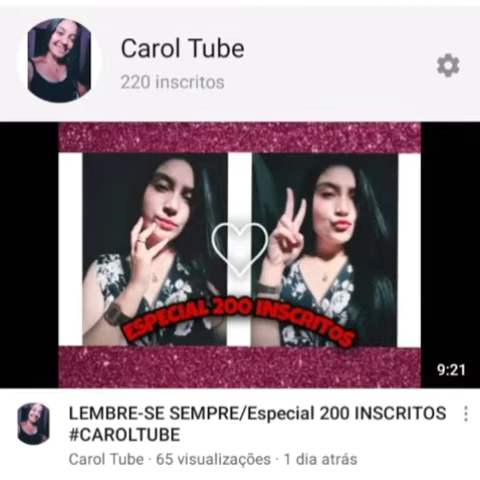 Carol Tube
220 inscritos
ESPECIAL 200 INSCRITOS
9:21
LEMBRE-SE SEMPRE/Especial 200 INSCRITOS
#CAROLTUBE
Carol Tube · 65 visualizações · 1 dia atrás